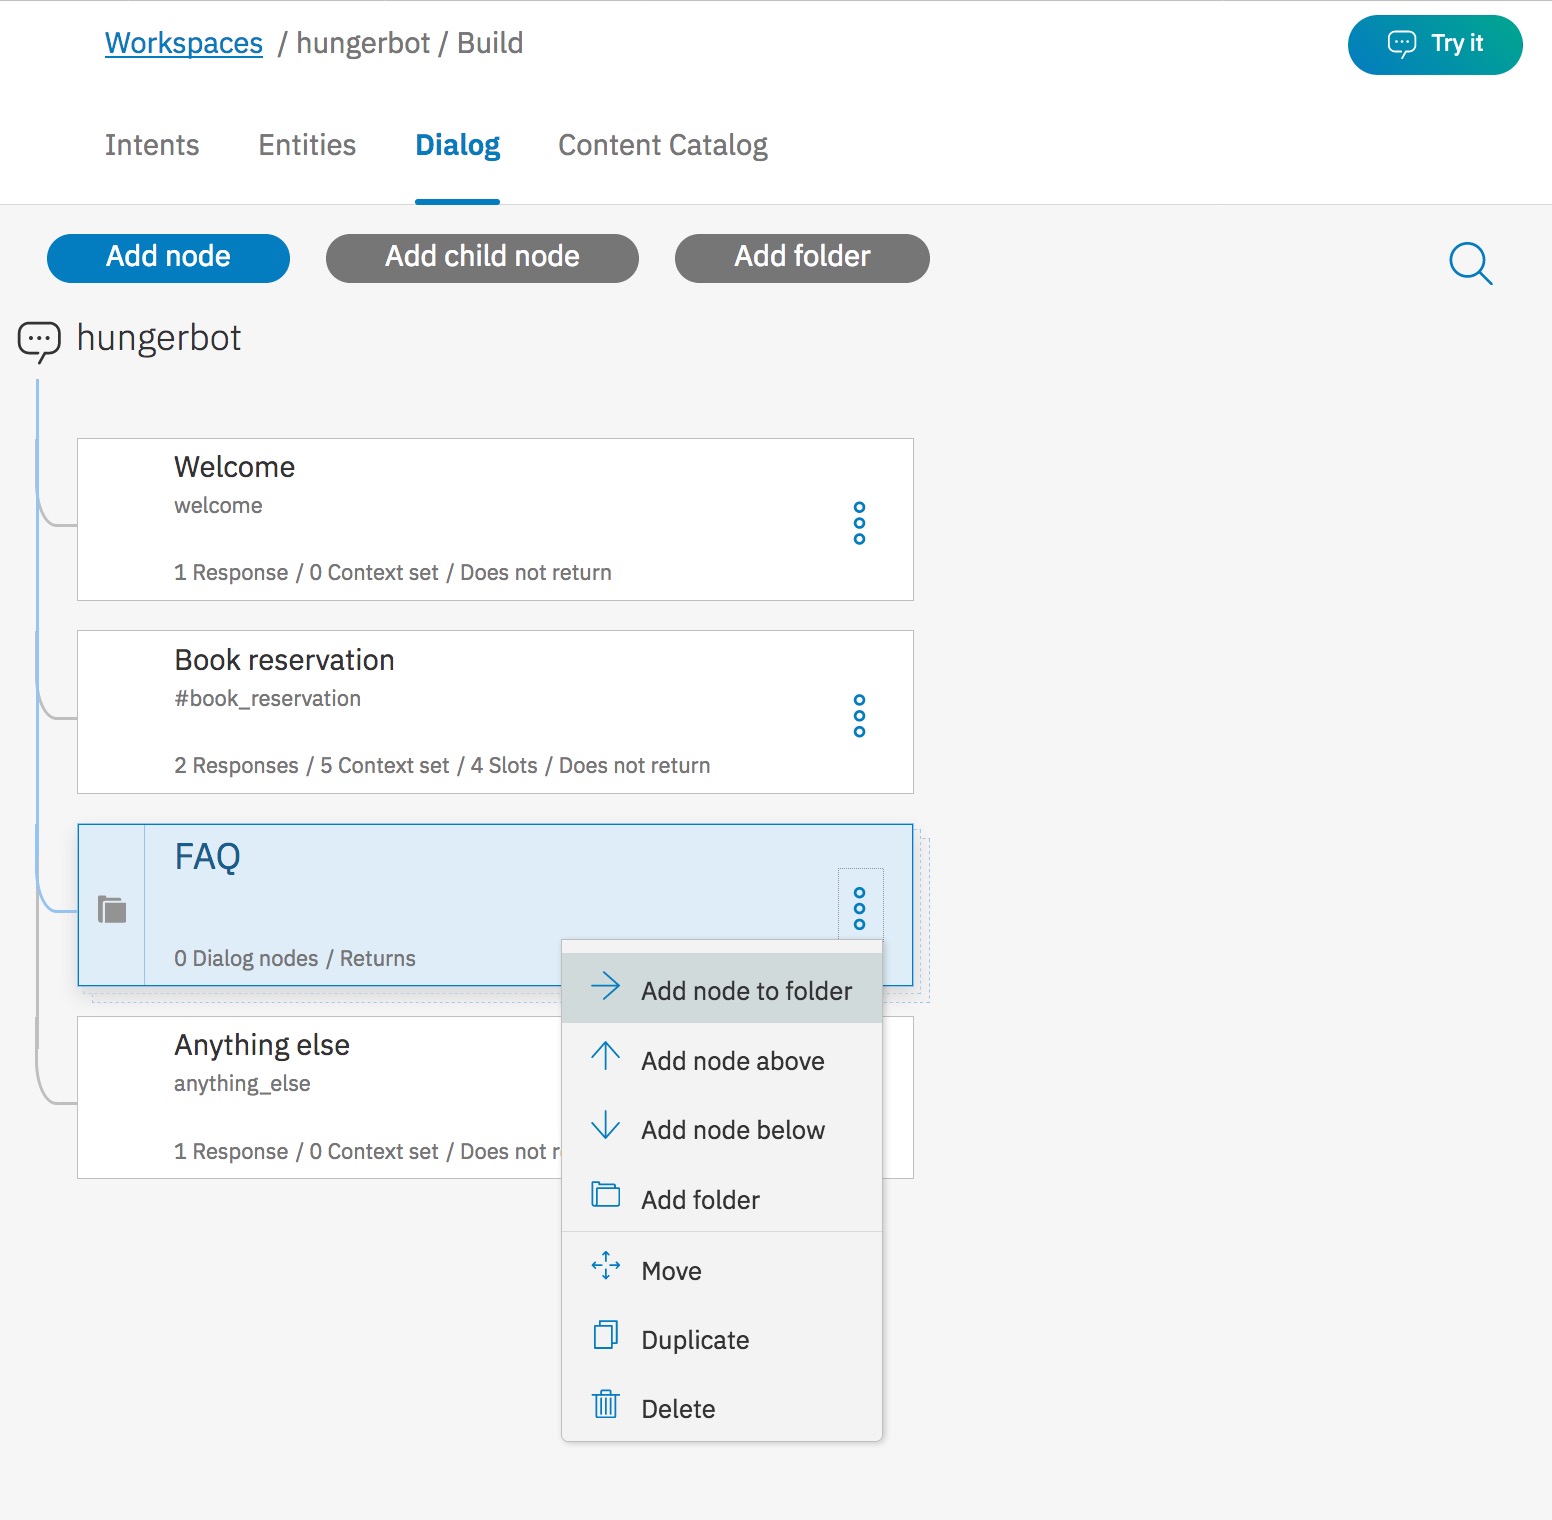 Workspaces / hungerbot / Build
Try it
Intents Entities Dialog Content Catalog
Add node Add child node Add folder
hungerbot
Welcome
welcome
1 Response / 0 Context set / Does not return
Book reservation
#book_reservation
2 Responses / 5 Context set / 4 Slots / Does not return
FAQ
0 Dialog nodes / Returns
Anything else
anything_else
1 Response / 0 Context set / Does not
Add node to folder
Add node above
Add node below
Add folder
Move
Duplicate
Delete